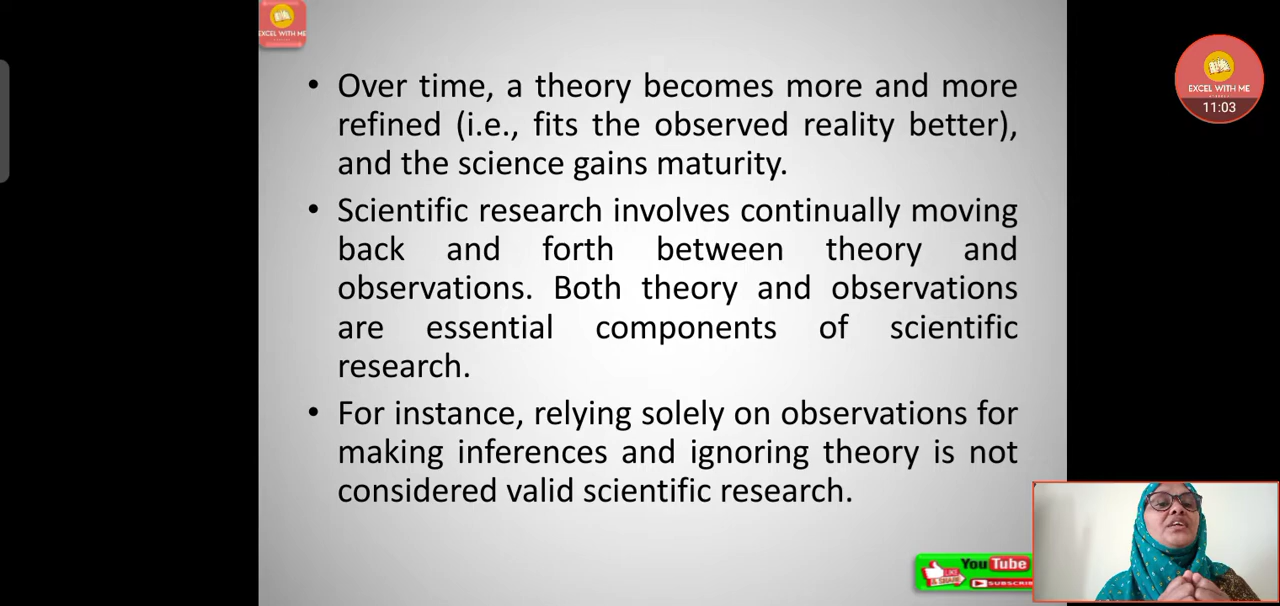 EXCEL WITH ME
• Over time, a theory becomes more and more
refined (i.e., fits the observed reality better),
and the science gains maturity.
• Scientific research involves continually moving
back and forth between theory and
observations. Both theory and observations
are essential components of scientific
research.
• For instance, relying solely on observations for
making inferences and ignoring theory is not
considered valid scientific research.
EXCEL WITH ME
11:03
LIKE
& SHARE
YouTube
SUBSCRIBE